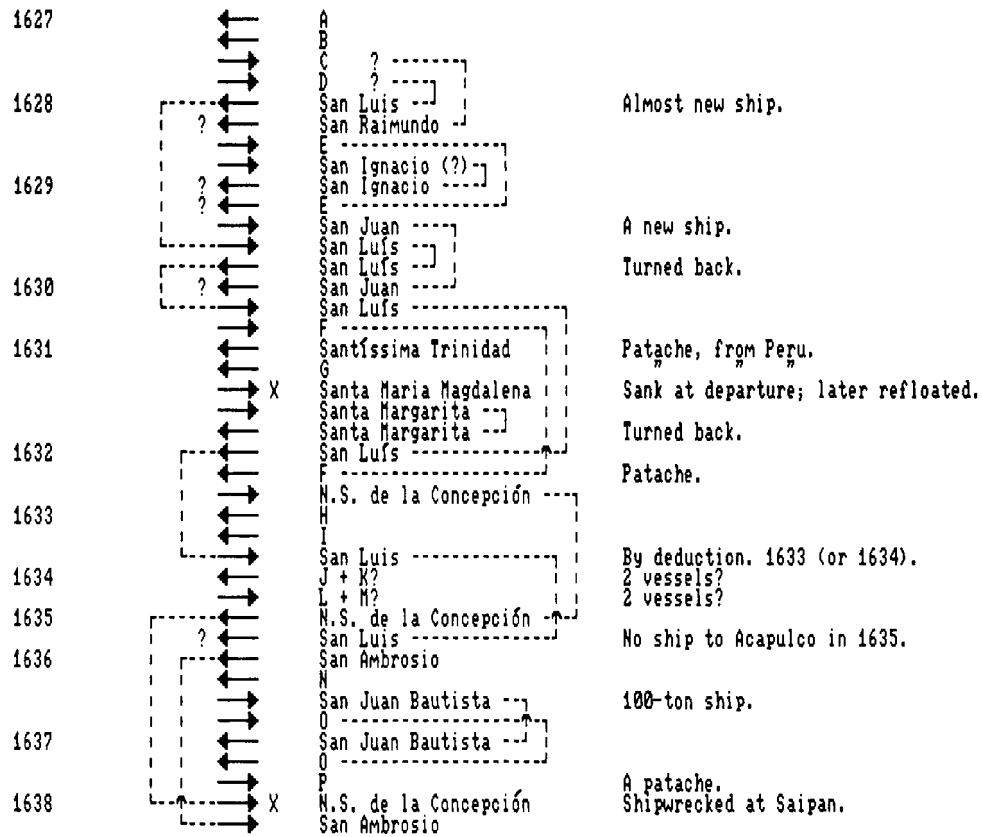 1627 A
B
C ?
D ?
1628 San Luis Almost new ship.
? San Raimundo
E
San Ignacio (?)
1629 ? San Ignacio
? E
San Juan A new ship.
San Luís
San Luís Turned back.
1630 ? San Juan
San Luís
F
1631 Santíssima Trinidad Patache, from Peru.
G " " "
X Santa Maria Magdalena Sank at departure; later refloated.
Santa Margarita
Santa Margarita Turned back.
1632 San Luís
F Patache.
N.S. de la Concepción
1633 H
I
San Luis By deduction. 1633 (or 1634).
1634 J + K? 2 vessels?
L + M? 2 vessels?
1635 N.S. de la Concepción
? San Luis No ship to Acapulco in 1635.
1636 San Ambrosio
N
San Juan Bautista 100-ton ship.
O
1637 San Juan Bautista
O
P A patache.
1638 X N.S. de la Concepción Shipwrecked at Saipan.
San Ambrosio